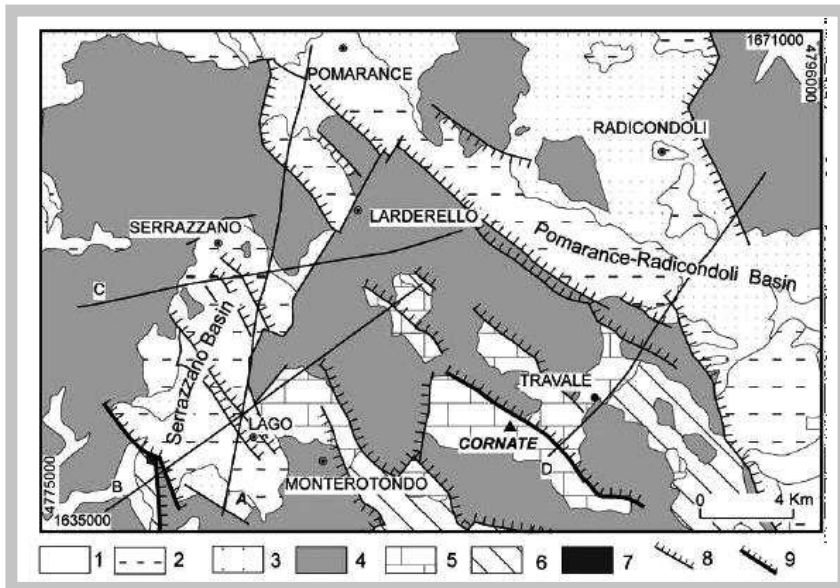 1671000
4796000
POMARANCE
RADICONDOLI
LARDERELLO
SERRAZZANO
Pomarance-Radicondoli Basin
C
Serrazzano Basin
TRAVALE
LAGO
CORNATE
D
MONTEROTONDO
B
A
4775000
0 4 Km
1635000
1 2 3 4 5 6 7 8 9